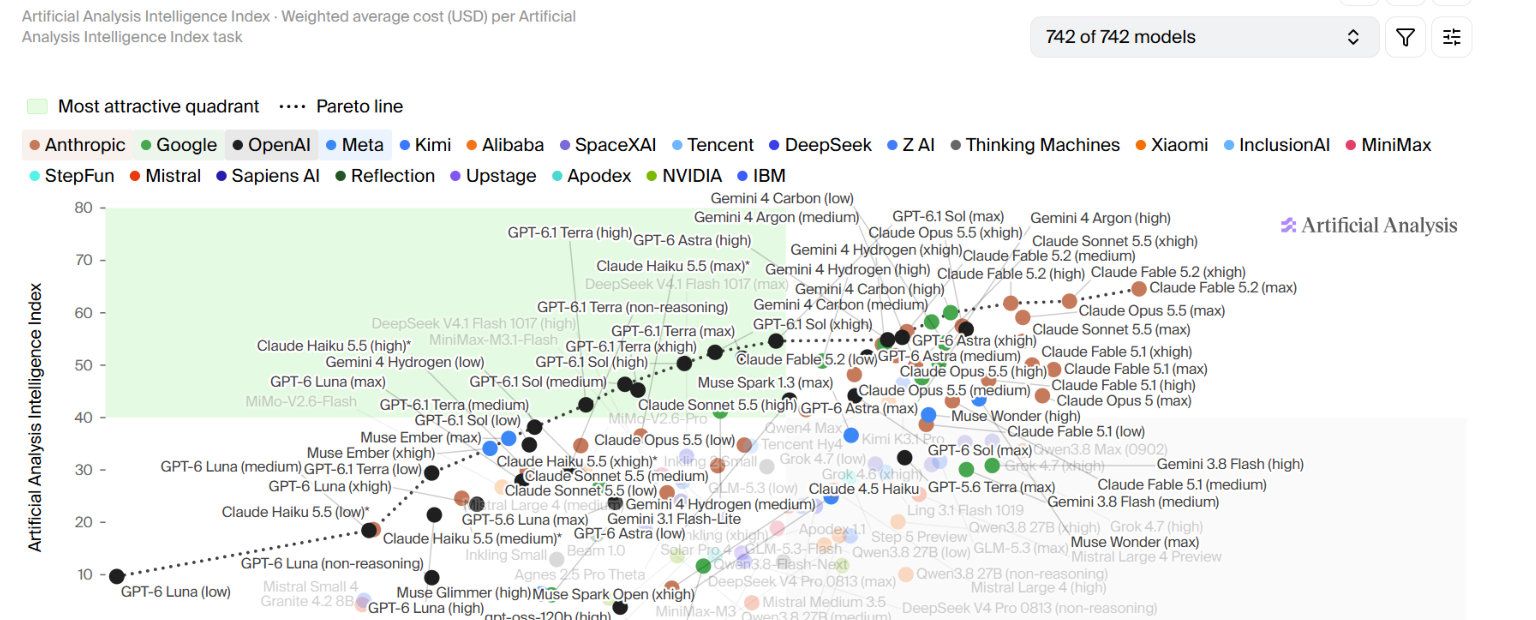 Artificial Analysis Intelligence Index · Weighted average cost (USD) per Artificial
Analysis Intelligence Index task
742 of 742 models
Most attractive quadrant
Pareto line
Anthropic Google OpenAI Meta Kimi Alibaba SpaceXAI Tencent DeepSeek Z AI Thinking Machines Xiaomi InclusionAI MiniMax
StepFun Mistral Sapiens AI Reflection Upstage Apodex NVIDIA IBM
Artificial Analysis
Artificial Analysis Intelligence Index
80
70
60
50
40
30
20
10
Gemini 4 Carbon (low)
Gemini 4 Argon (medium)
GPT-6.1 Sol (max)
Gemini 4 Argon (high)
GPT-6.1 Terra (high)
GPT-6 Astra (high)
Claude Opus 5.5 (xhigh)
Claude Sonnet 5.5 (xhigh)
Gemini 4 Hydrogen (xhigh)
Claude Fable 5.2 (medium)
Claude Haiku 5.5 (max)*
Gemini 4 Hydrogen (high)
Claude Fable 5.2 (high)
Claude Fable 5.2 (xhigh)
DeepSeek V4.1 Flash 1017 (max)
Gemini 4 Carbon (high)
Claude Fable 5.2 (max)
GPT-6.1 Terra (non-reasoning)
Gemini 4 Carbon (medium)
Claude Opus 5.5 (max)
DeepSeek V4.1 Flash 1017 (high)
GPT-6.1 Terra (max)
GPT-6.1 Sol (xhigh)
Claude Sonnet 5.5 (max)
MiniMax-M3.1-Flash
Claude Haiku 5.5 (high)*
GPT-6.1 Terra (xhigh)
GPT-6 Astra (xhigh)
Gemini 4 Hydrogen (low)
GPT-6.1 Sol (high)
Claude Fable 5.2 (low)
GPT-6 Astra (medium)
Claude Fable 5.1 (xhigh)
GPT-6 Luna (max)
GPT-6.1 Sol (medium)
Muse Spark 1.3 (max)
Claude Opus 5.5 (high)
Claude Fable 5.1 (max)
MiMo-V2.6-Flash
Claude Opus 5.5 (medium)
Claude Fable 5.1 (high)
GPT-6.1 Terra (medium)
Claude Sonnet 5.5 (high)
GPT-6 Astra (max)
Claude Sonnet 5 (max)
GPT-6.1 Sol (low)
MiMo-V2.6-Pro
Muse Wonder (high)
Muse Ember (max)
Claude Opus 5.5 (low)
Qwen4 Max
Claude Fable 5.1 (low)
Muse Ember (xhigh)
Tencent Hy4
Kimi K3.1 Pro
GPT-6 Sol (max)
Qwen3.8 Max (0902)
GPT-6 Luna (medium)
GPT-6.1 Terra (low)
Claude Haiku 5.5 (xhigh)*
Grok 4.7 (low)
Grok 4.7 (xhigh)
Gemini 3.8 Flash (high)
GPT-6 Luna (xhigh)
Claude Sonnet 5.5 (medium)
Grok 4.6 (xhigh)
Claude Fable 5.1 (medium)
Claude Sonnet 5.5 (low)
GLM-5.3 (low)
Claude 4.5 Haiku
GPT-5.6 Terra (max)
Gemini 3.8 Flash (medium)
Gemini 4 Hydrogen (medium)
Claude Haiku 5.5 (low)*
GPT-5.6 Luna (max)
Gemini 3.1 Flash-Lite
Apodex 1.1
Ling 3.1 Flash 1019
Qwen3.8 27B (xhigh)
Grok 4.7 (high)
Claude Haiku 5.5 (medium)*
GPT-6 Astra (low)
Step 5 Preview
Muse Wonder (max)
Inkling Small
Beam 1.0
Solar Pro 4
GLM-5.3-Flash
Qwen3.8 27B (low)
GLM-5.3 (max)
Mistral Large 4 Preview
GPT-6 Luna (non-reasoning)
Agnes 2.5 Pro Theta
Qwen3.8-Flash-Next
Qwen3.8 27B (non-reasoning)
GPT-6 Luna (low)
Mistral Small 4
DeepSeek V4 Pro 0813 (max)
Mistral Large 4 (high)
Granite 4.2 8B
Muse Glimmer (high)
Muse Spark Open (xhigh)
GPT-6 Luna (high)
gpt-oss-120b (high)
MiniMax-M3
Mistral Medium 3.5
DeepSeek V4 Pro 0813 (non-reasoning)
Qwen3.8 27B (medium)